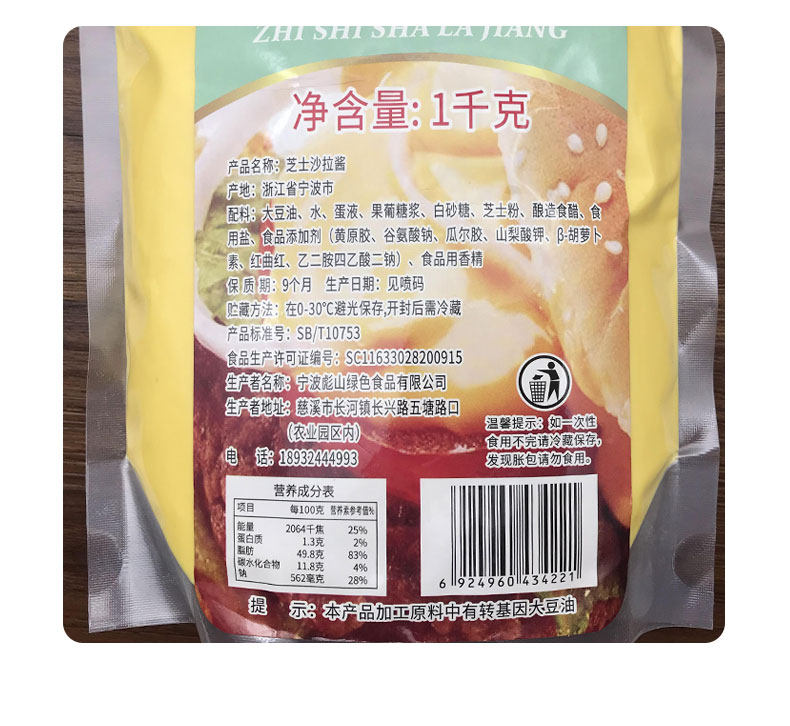 ZHI SHI SHA LA JIANG
净含量: 1千克
产品名称: 芝士沙拉酱
产地: 浙江省宁波市
配料: 大豆油、水、蛋液、果葡糖浆、白砂糖、芝士粉、酿造食醋、食
用盐、食品添加剂（黄原胶、谷氨酸钠、瓜尔胶、山梨酸钾、β-胡萝卜
素、红曲红、乙二胺四乙酸二钠）、食品用香精
保 质 期: 9个月 生产日期: 见喷码
贮藏方法: 在0-30℃避光保存,开封后需冷藏
产品标准号: SB/T10753
食品生产许可证编号: SC11633028200915
生产者名称: 宁波彪山绿色食品有限公司
生产者地址: 慈溪市长河镇长兴路五塘路口
（农业园区内）
电 话: 18932444993
温馨提示: 如一次性
食用不完请冷藏保存,
发现胀包请勿食用。
营养成分表
项目 每100克 营养素参考值%
能量 2064千焦 25%
蛋白质 1.3克 2%
脂肪 49.8克 83%
碳水化合物 11.8克 4%
钠 562毫克 28%
6 924960 434221
提 示: 本产品加工原料中有转基因大豆油